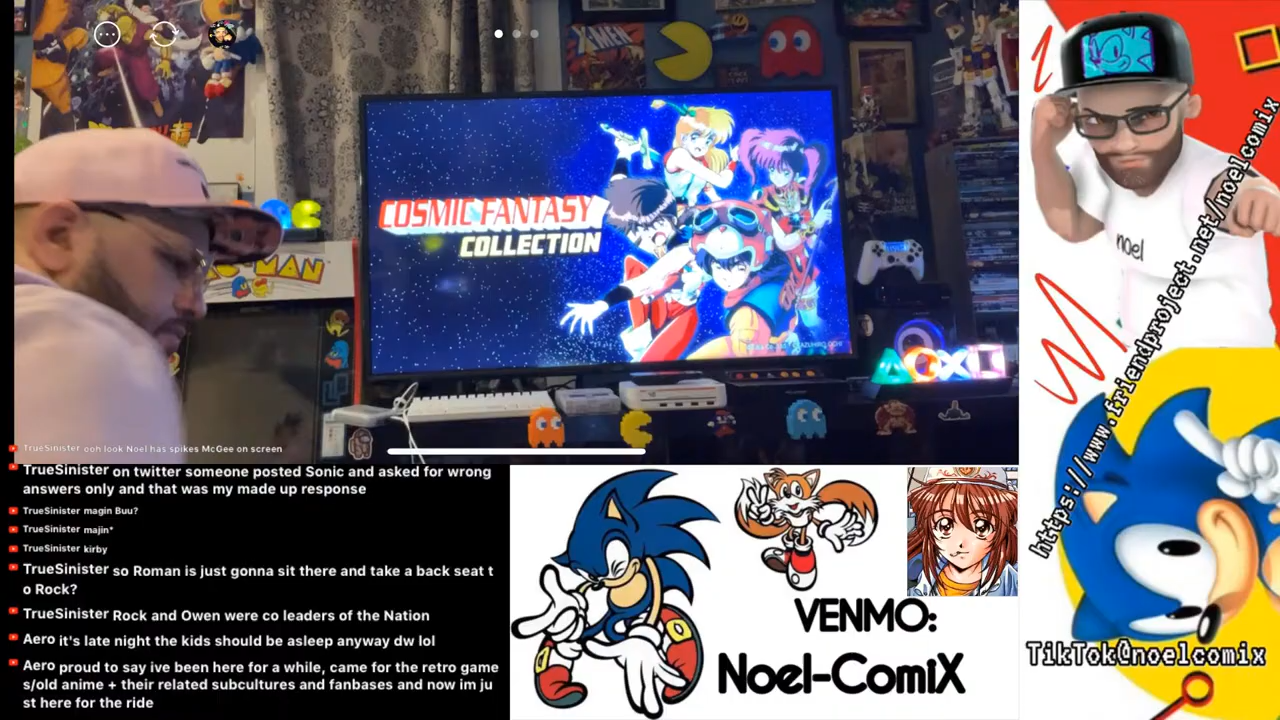 X-MEN
COSMIC FANTASY
COLLECTION
PAC-MAN
TrueSinister ooh look Noel has spikes McGee on screen
TrueSinister on twitter someone posted Sonic and asked for wrong
answers only and that was my made up response
TrueSinister magin Buu?
TrueSinister majin*
TrueSinister kirby
TrueSinister so Roman is just gonna sit there and take a back seat t
o Rock?
TrueSinister Rock and Owen were co leaders of the Nation
Aero it's late night the kids should be asleep anyway dw lol
Aero proud to say ive been here for a while, came for the retro game
s/old anime + their related subcultures and fanbases and now im ju
st here for the ride
VENMO:
Noel-ComiX
noel
https://www.friendproject.net/noelcomix
TikTok@noelcomix